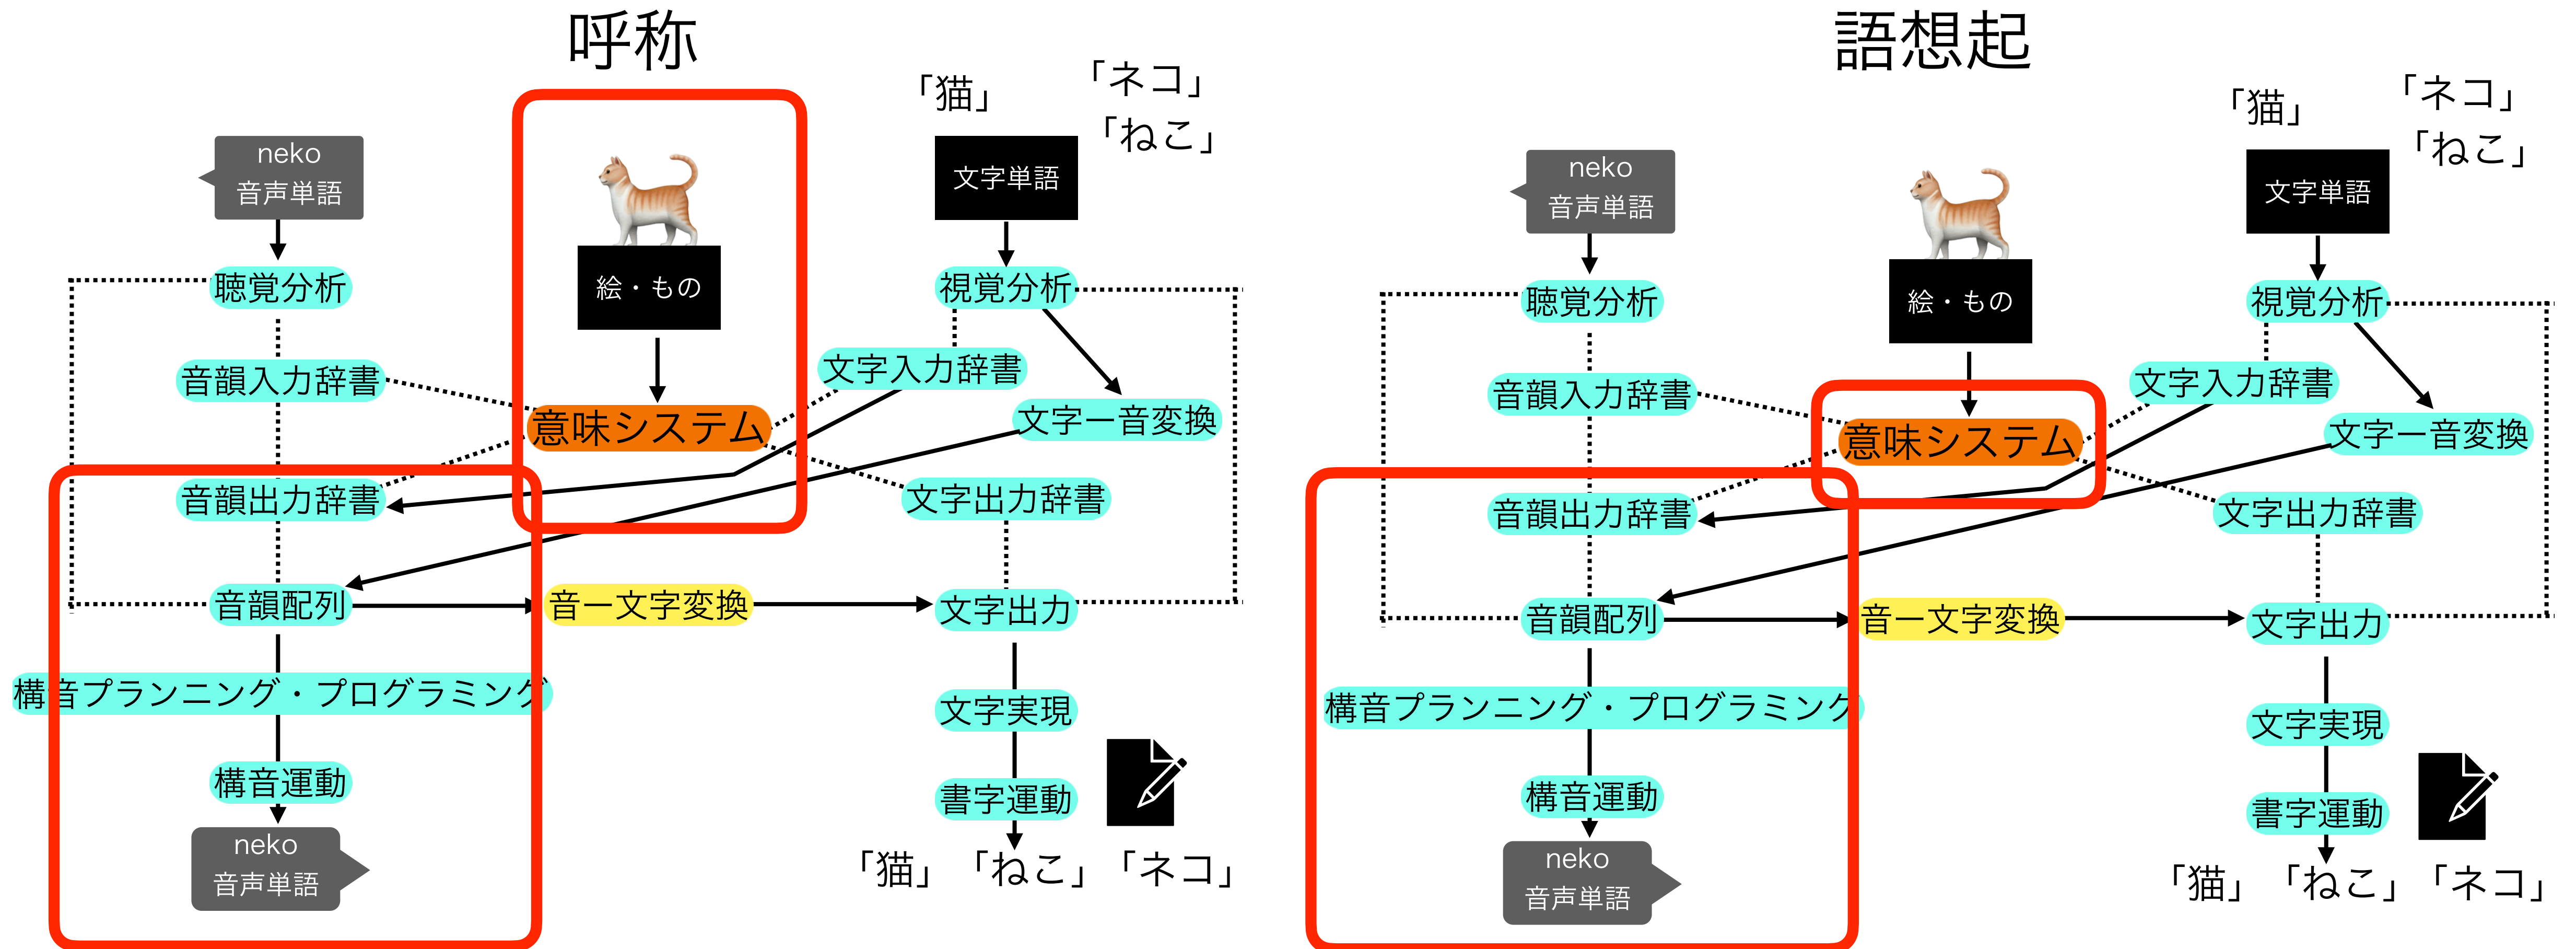 呼称
「猫」
「ネコ」
「ねこ」
neko
音声単語
文字単語
絵・もの
聴覚分析
視覚分析
音韻入力辞書
文字入力辞書
意味システム
文字ー音変換
音韻出力辞書
文字出力辞書
音韻配列
音ー文字変換
文字出力
構音プランニング・プログラミング
文字実現
構音運動
書字運動
neko
音声単語
「猫」「ねこ」「ネコ」
語想起
「猫」
「ネコ」
「ねこ」
neko
音声単語
文字単語
絵・もの
聴覚分析
視覚分析
音韻入力辞書
文字入力辞書
意味システム
文字ー音変換
音韻出力辞書
文字出力辞書
音韻配列
音ー文字変換
文字出力
構音プランニング・プログラミング
文字実現
構音運動
書字運動
neko
音声単語
「猫」「ねこ」「ネコ」